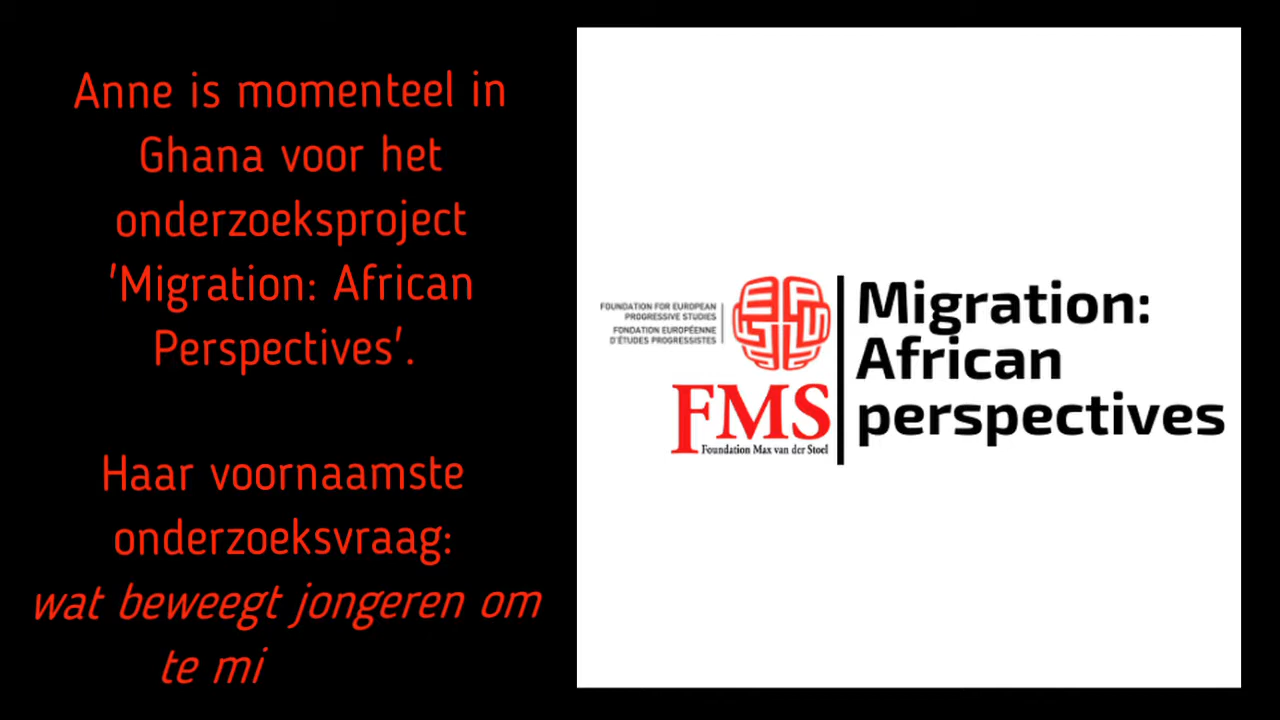 Anne is momenteel in
Ghana voor het
onderzoeksproject
'Migration: African
Perspectives'.
Haar voornaamste
onderzoeksvraag:
wat beweegt jongeren om
te mi
FOUNDATION FOR EUROPEAN
PROGRESSIVE STUDIES
FONDATION EUROPÉENNE
D'ÉTUDES PROGRESSISTES
FMS
Foundation Max van der Stoel
Migration:
African
perspectives